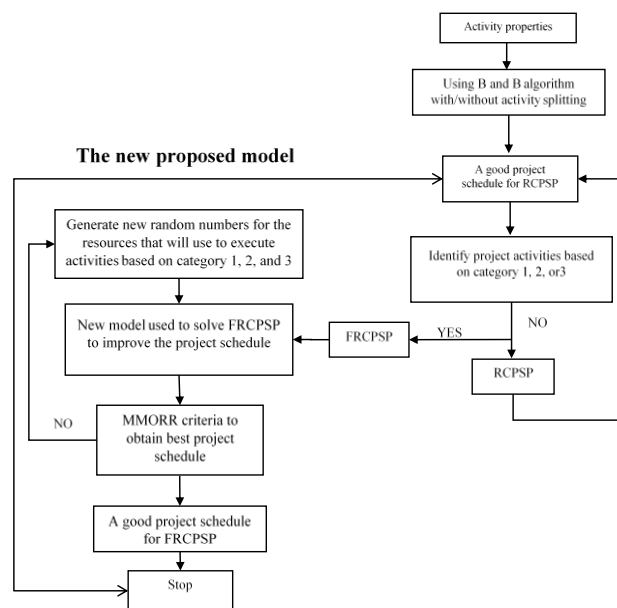 Activity properties
Using B and B algorithm
with/without activity splitting
The new proposed model
A good project
schedule for RCPSP
Generate new random numbers for the
resources that will use to execute
activities based on category 1, 2, and 3
Identify project activities based
on category 1, 2, or3
New model used to solve FRCPSP
to improve the project schedule
FRCPSP
YES
NO
RCPSP
NO
MMORR criteria to
obtain best project
schedule
A good project schedule
for FRCPSP
Stop